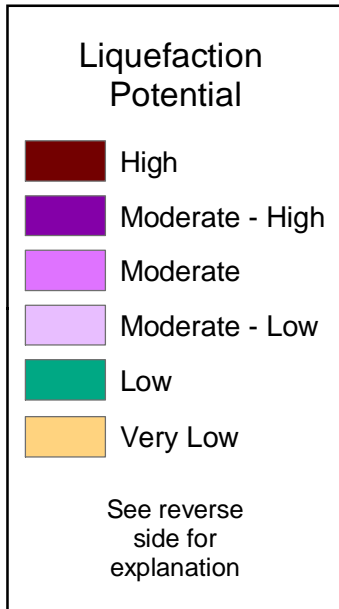 Liquefaction
Potential
High
Moderate - High
Moderate
Moderate - Low
Low
Very Low
See reverse
side for
explanation